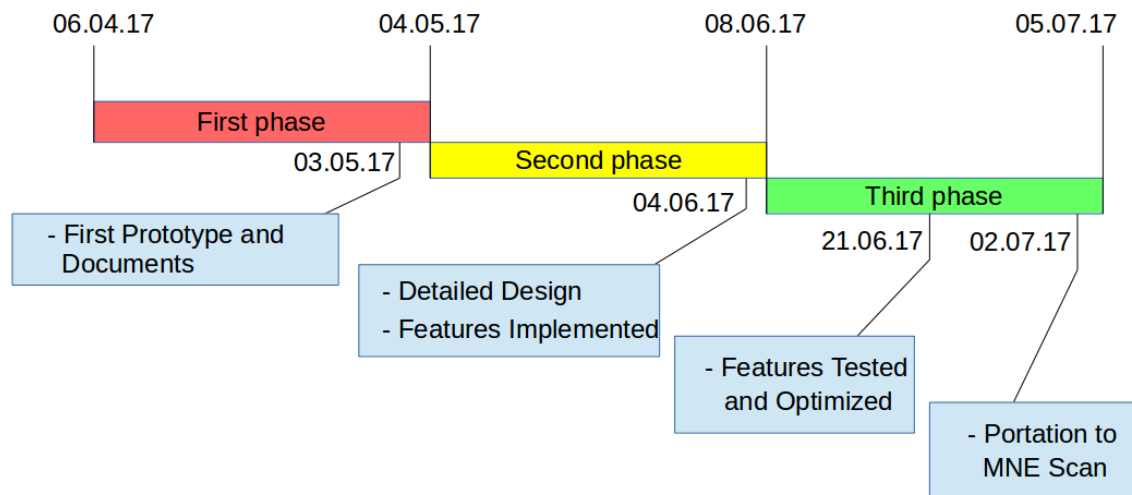 06.04.17
04.05.17
08.06.17
05.07.17
First phase
03.05.17
Second phase
04.06.17
Third phase
21.06.17
02.07.17
- First Prototype and
Documents
- Detailed Design
- Features Implemented
- Features Tested
and Optimized
- Portation to
MNE Scan